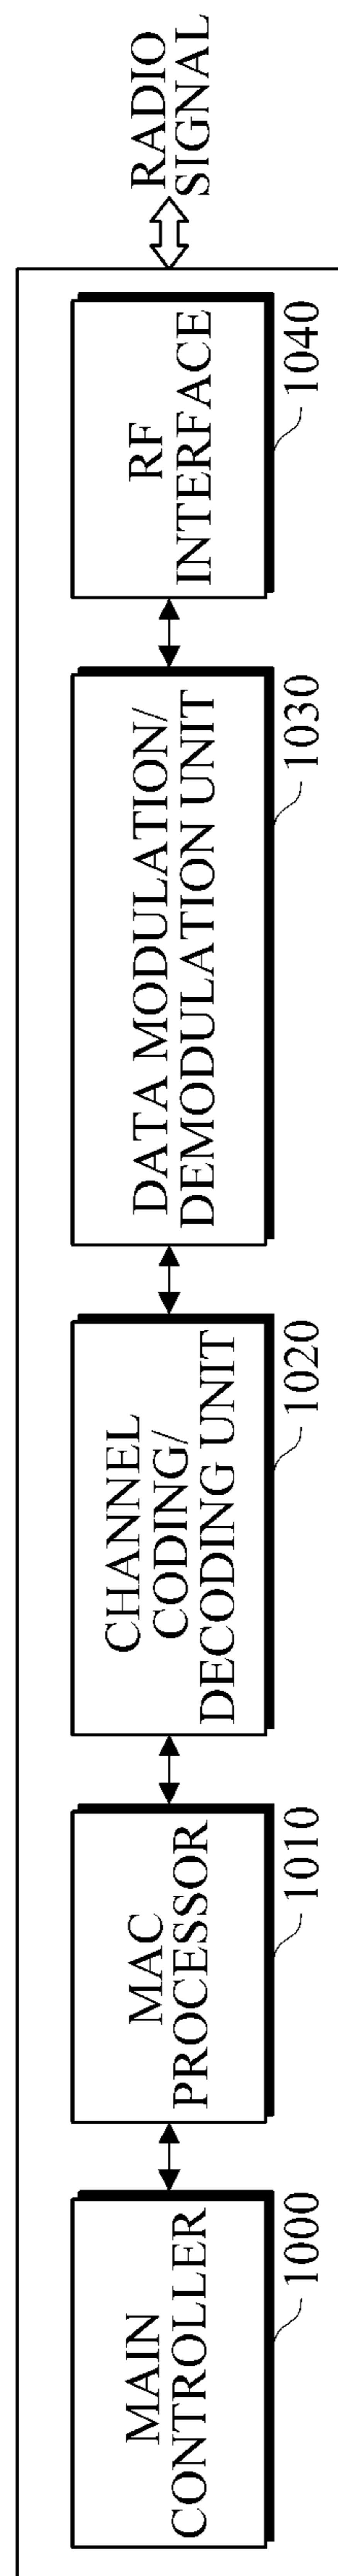 MAIN
CONTROLLER
1000
MAC
PROCESSOR
1010
CHANNEL
CODING/
DECODING UNIT
1020
DATA MODULATION/
DEMODULATION UNIT
1030
RF
INTERFACE
1040
RADIO
SIGNAL